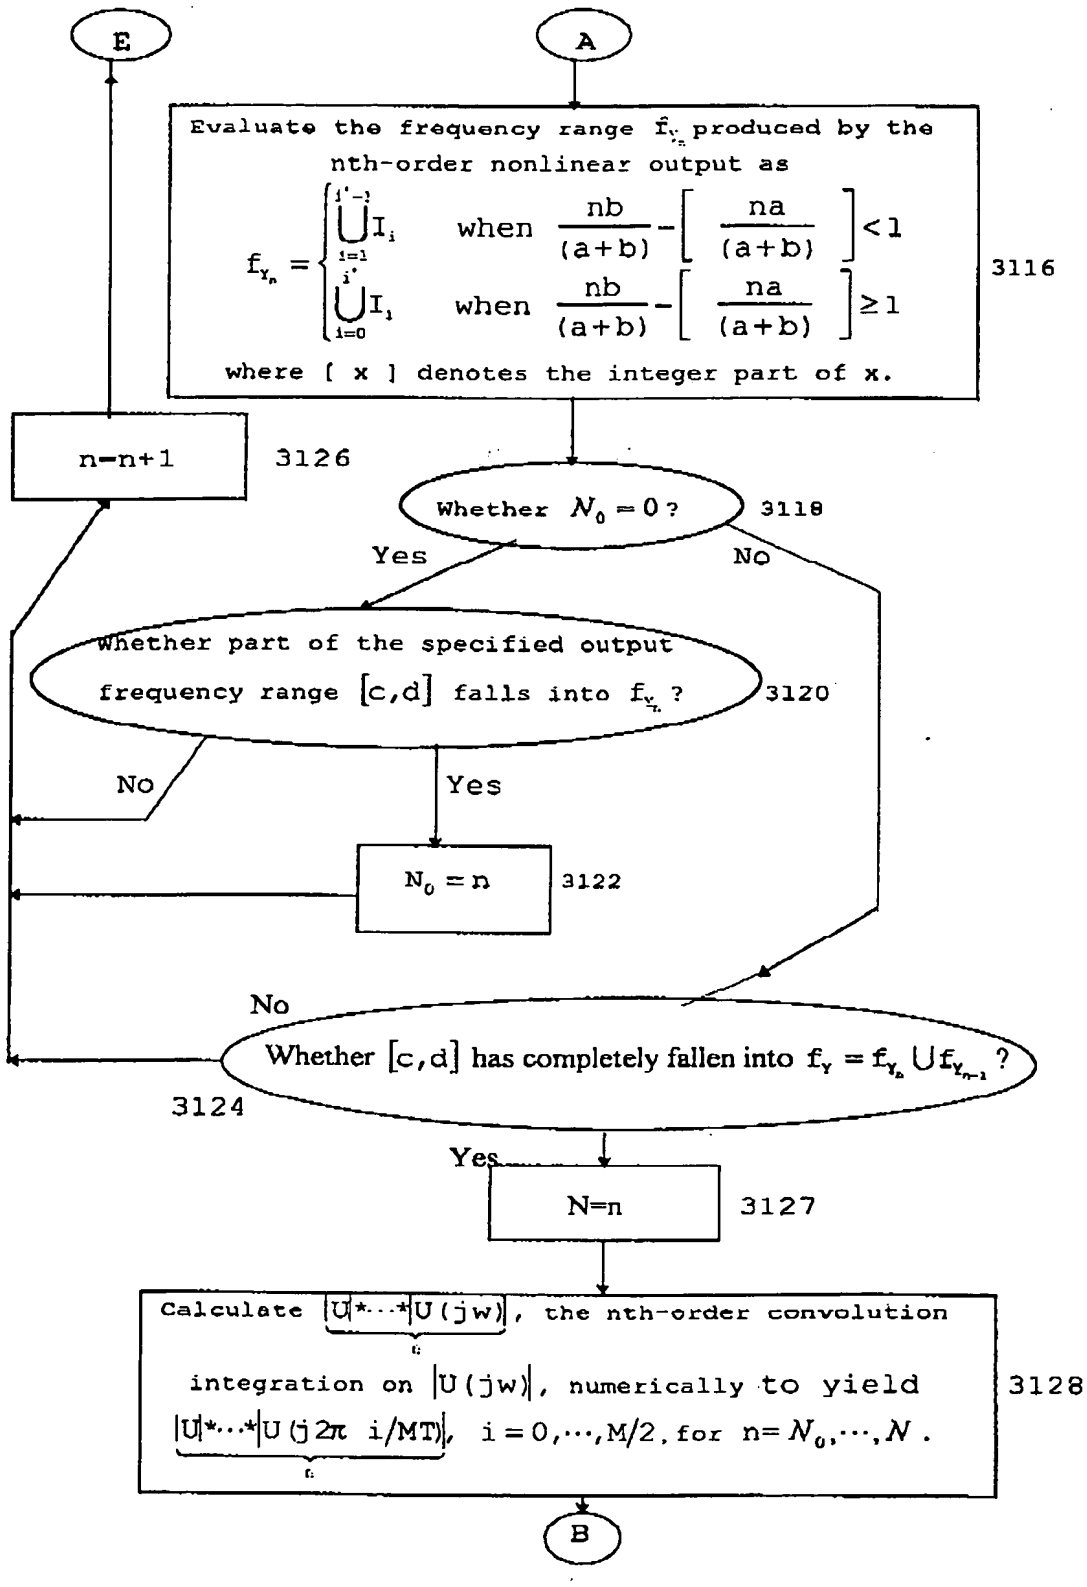 E
A
Evaluate the frequency range f_{Y_n} produced by the
nth-order nonlinear output as
f_{Y_n} = { ⋃_{i=1}^{i*-1} I_i when nb/(a+b) - [ na/(a+b) ] < 1
⋃_{i=0}^{i*} I_i when nb/(a+b) - [ na/(a+b) ] ≥ 1
where [ x ] denotes the integer part of x.
3116
n=n+1
3126
Whether N_0 = 0 ?
3118
Yes
No
Whether part of the specified output
frequency range [c,d] falls into f_{Y_n} ?
3120
No
Yes
N_0 = n
3122
No
Whether [c,d] has completely fallen into f_Y = f_{Y_n} ⋃ f_{Y_{n-1}} ?
3124
Yes
N=n
3127
Calculate |U|*···*|U(jw)|, the nth-order convolution
n
integration on |U(jw)|, numerically to yield
|U|*···*|U(j2π i/MT)|, i = 0,···,M/2, for n= N_0,···,N .
n
3128
B